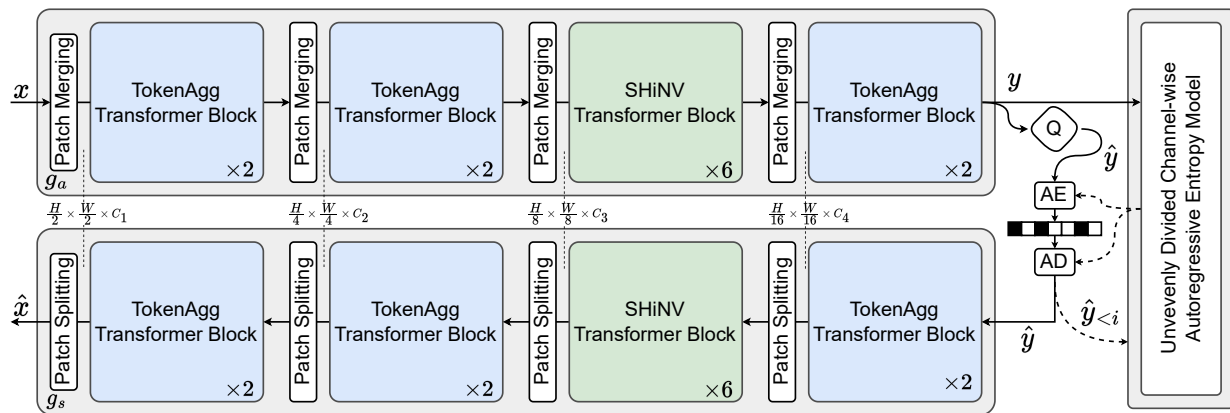 x
Patch Merging
TokenAgg
Transformer Block
×2
Patch Merging
TokenAgg
Transformer Block
×2
Patch Merging
SHiNV
Transformer Block
×6
Patch Merging
TokenAgg
Transformer Block
×2
g_a
y
Q
ŷ
AE
AD
ŷ_{<i}
ŷ
Unevenly Divided Channel-wise
Autoregressive Entropy Model
H/2 × W/2 × C_1
H/4 × W/4 × C_2
H/8 × W/8 × C_3
H/16 × W/16 × C_4
x̂
Patch Splitting
TokenAgg
Transformer Block
×2
Patch Splitting
TokenAgg
Transformer Block
×2
Patch Splitting
SHiNV
Transformer Block
×6
Patch Splitting
TokenAgg
Transformer Block
×2
g_s